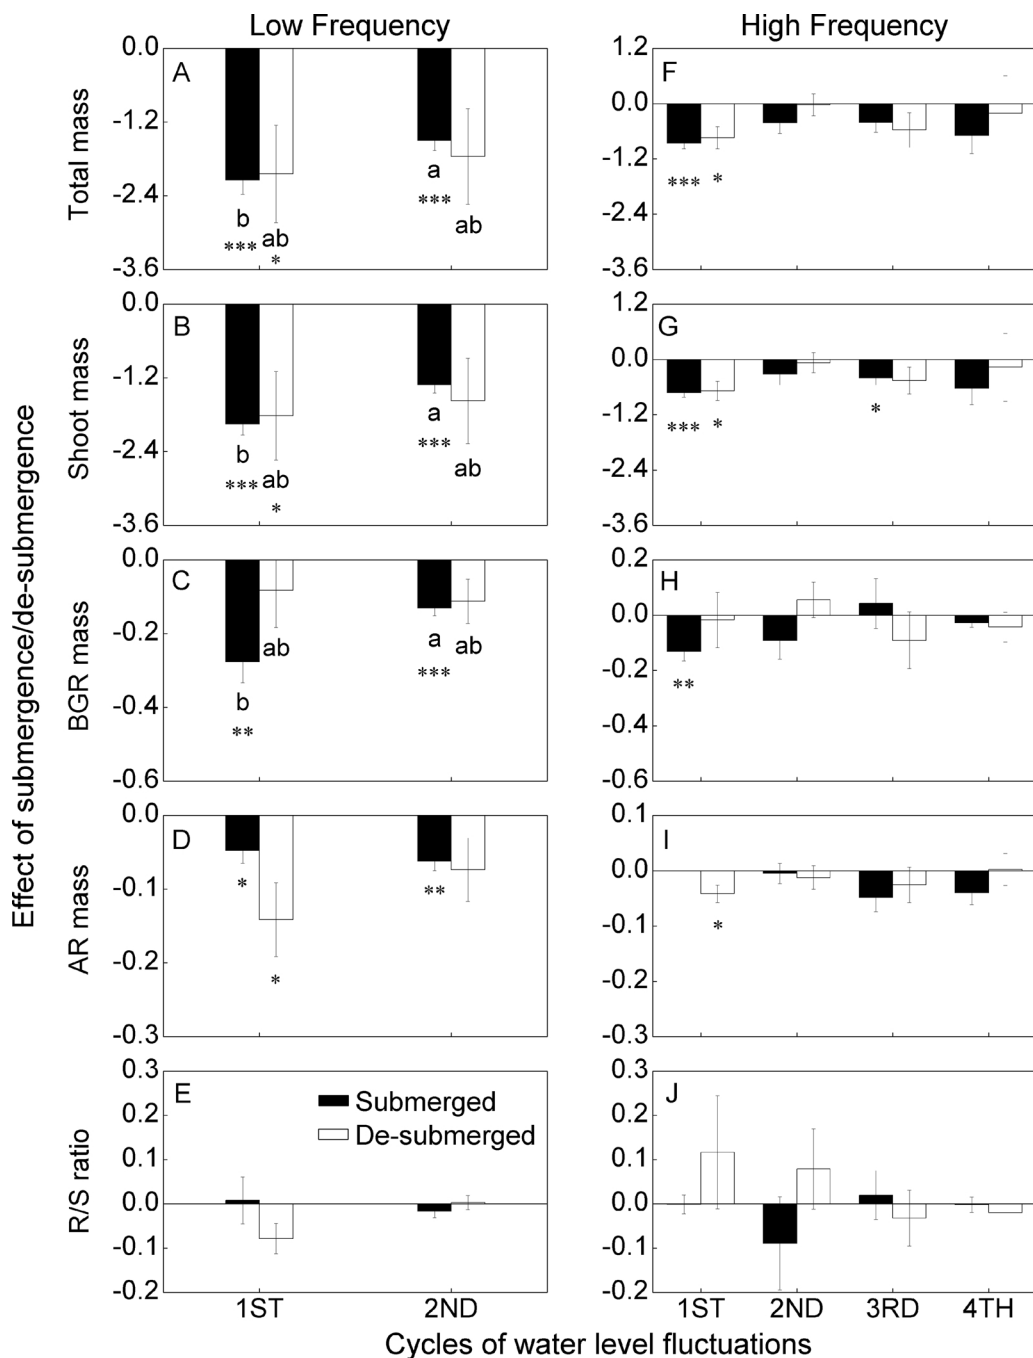 Low Frequency
High Frequency
Effect of submergence/de-submergence
Total mass
0.0
-1.2
-2.4
-3.6
A
b
***
ab
*
a
***
ab
1.2
0.0
-1.2
-2.4
-3.6
F
***
*
Shoot mass
0.0
-1.2
-2.4
-3.6
B
b
***
ab
*
a
***
ab
1.2
0.0
-1.2
-2.4
-3.6
G
***
*
*
BGR mass
0.0
-0.2
-0.4
-0.6
C
b
**
ab
a
***
ab
0.2
0.0
-0.2
-0.4
-0.6
H
**
AR mass
0.0
-0.1
-0.2
-0.3
D
*
*
**
0.1
0.0
-0.1
-0.2
-0.3
I
*
R/S ratio
0.3
0.2
0.1
0.0
-0.1
-0.2
E
Submerged
De-submerged
0.3
0.2
0.1
0.0
-0.1
-0.2
J
1ST 2ND
1ST 2ND 3RD 4TH
Cycles of water level fluctuations